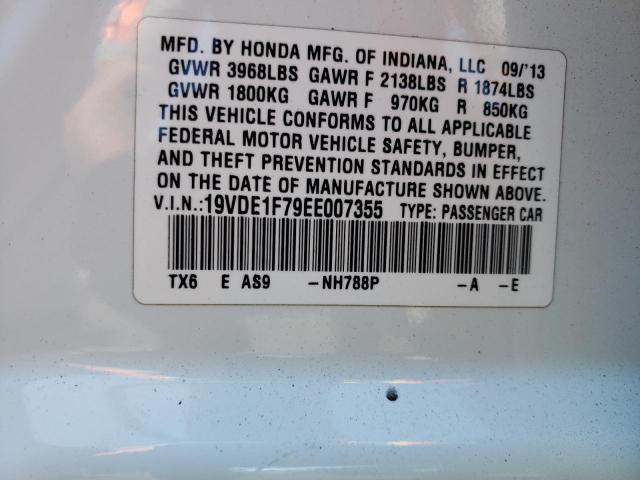 MFD. BY HONDA MFG. OF INDIANA, LLC 09/'13
GVWR 3968LBS GAWR F 2138LBS R 1874LBS
GVWR 1800KG GAWR F 970KG R 850KG
THIS VEHICLE CONFORMS TO ALL APPLICABLE
FEDERAL MOTOR VEHICLE SAFETY, BUMPER,
AND THEFT PREVENTION STANDARDS IN EFFECT
ON THE DATE OF MANUFACTURE SHOWN ABOVE.
V.I.N.:19VDE1F79EE007355 TYPE: PASSENGER CAR
TX6 E AS9 -NH788P -A -E